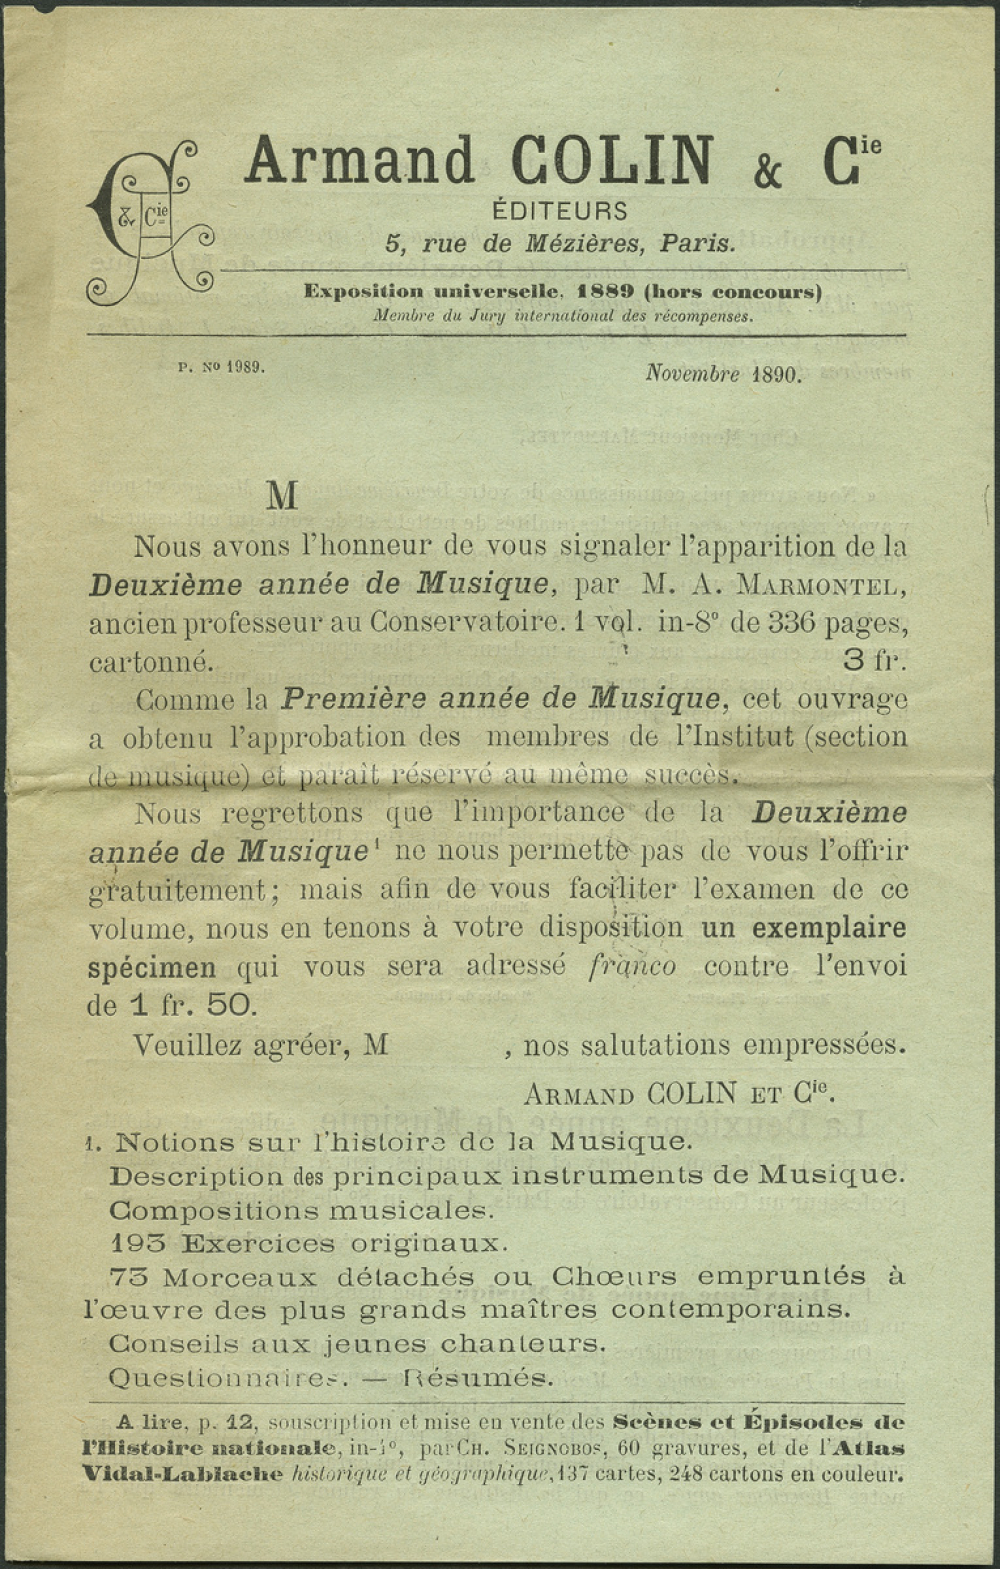 Armand COLIN & Cie
& Cie
ÉDITEURS
5, rue de Mézières, Paris.
Exposition universelle, 1889 (hors concours)
Membre du Jury international des récompenses.
P. No 1989.
Novembre 1890.
M
Nous avons l'honneur de vous signaler l'apparition de la
Deuxième année de Musique, par M. A. MARMONTEL,
ancien professeur au Conservatoire. 1 vol. in-8° de 336 pages,
cartonné. 3 fr.
Comme la Première année de Musique, cet ouvrage
a obtenu l'approbation des membres de l'Institut (section
de musique) et paraît réservé au même succès.
Nous regrettons que l'importance de la Deuxième
année de Musique¹ ne nous permette pas de vous l'offrir
gratuitement; mais afin de vous faciliter l'examen de ce
volume, nous en tenons à votre disposition un exemplaire
spécimen qui vous sera adressé franco contre l'envoi
de 1 fr. 50.
Veuillez agréer, M , nos salutations empressées.
ARMAND COLIN ET Cie.
1. Notions sur l'histoire de la Musique.
Description des principaux instruments de Musique.
Compositions musicales.
193 Exercices originaux.
73 Morceaux détachés ou Chœurs empruntés à
l'œuvre des plus grands maîtres contemporains.
Conseils aux jeunes chanteurs.
Questionnaires. — Résumés.
A lire, p. 12, souscription et mise en vente des Scènes et Épisodes de
l'Histoire nationale, in-4°, par CH. SEIGNOBOS, 60 gravures, et de l'Atlas
Vidal-Lablache historique et géographique, 137 cartes, 248 cartons en couleur.